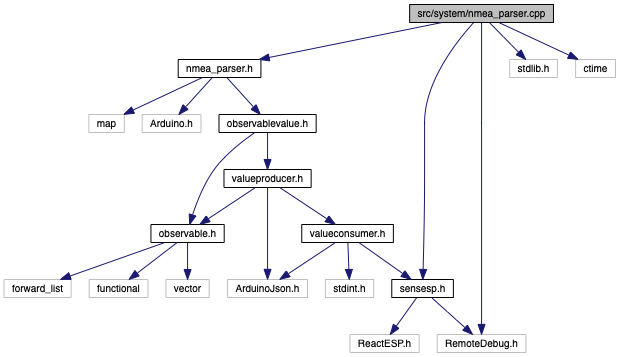 src/system/nmea_parser.cpp
nmea_parser.h
stdlib.h
ctime
map
Arduino.h
observablevalue.h
valueproducer.h
observable.h
valueconsumer.h
forward_list
functional
vector
ArduinoJson.h
stdint.h
sensesp.h
ReactESP.h
RemoteDebug.h